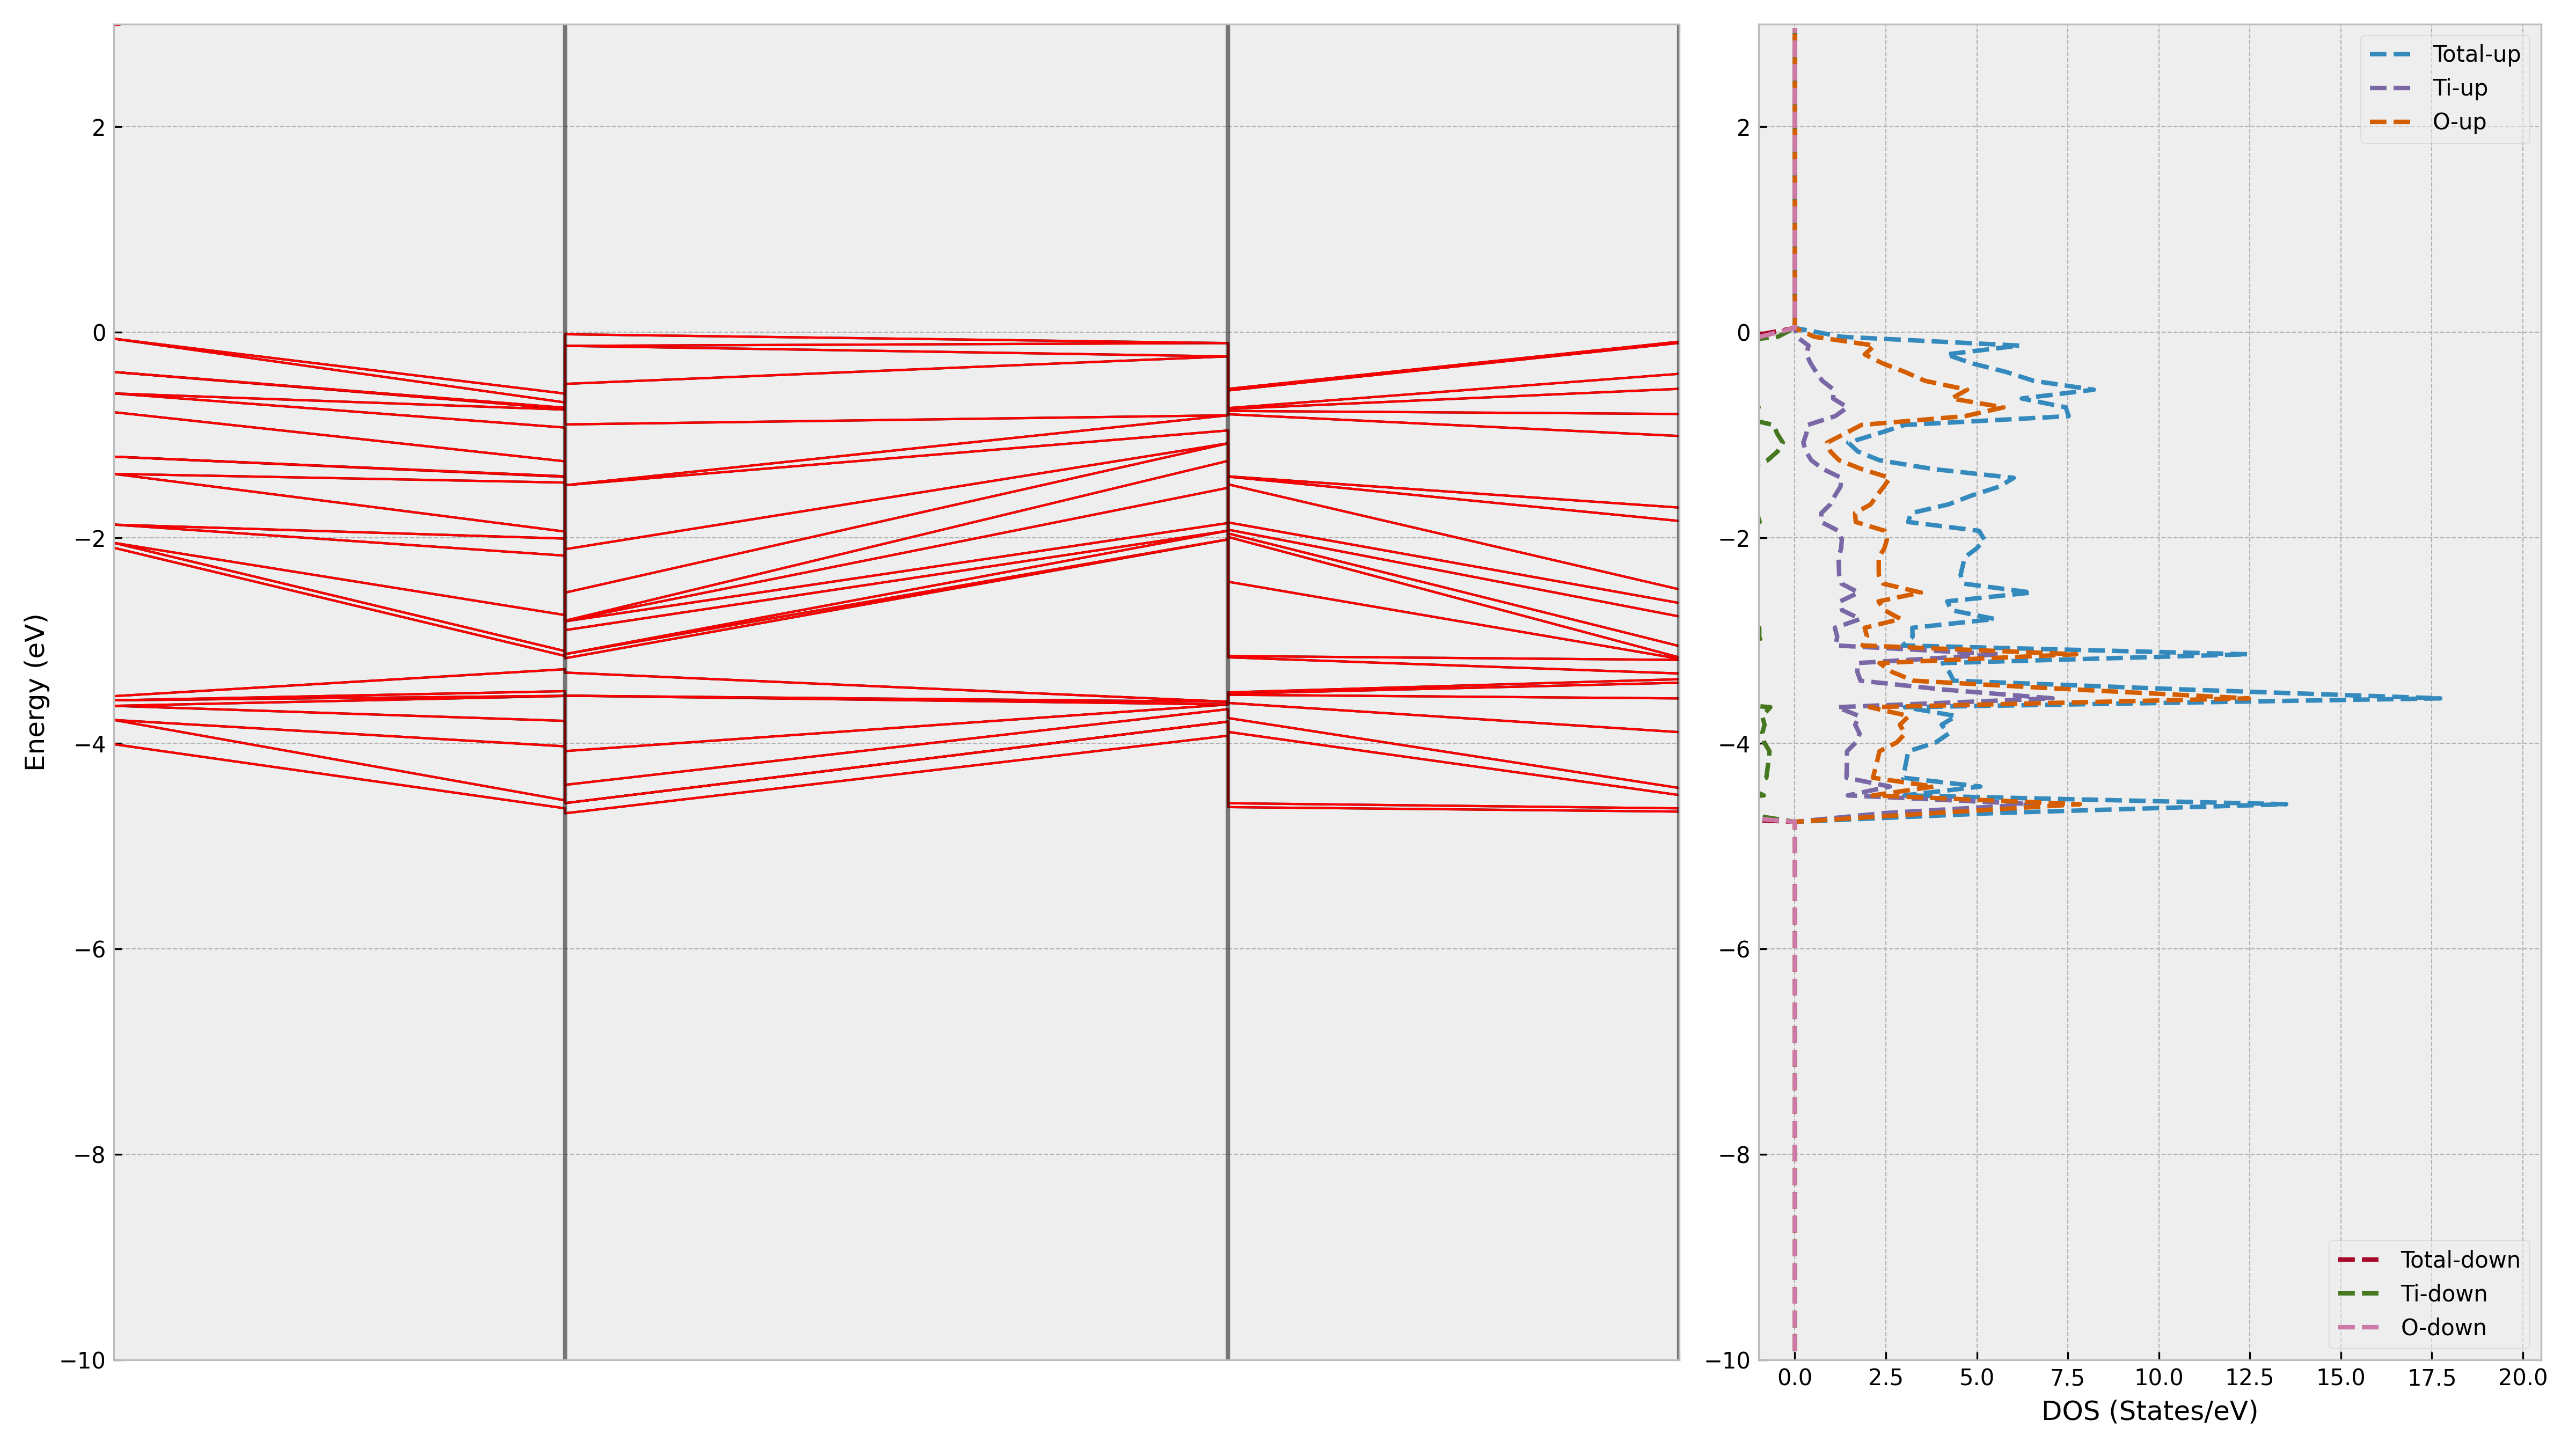 Energy (eV)
2
0
−2
−4
−6
−8
−10
2
0
−2
−4
−6
−8
−10
Total-up
Ti-up
O-up
Total-down
Ti-down
O-down
0.0 2.5 5.0 7.5 10.0 12.5 15.0 17.5 20.0
DOS (States/eV)